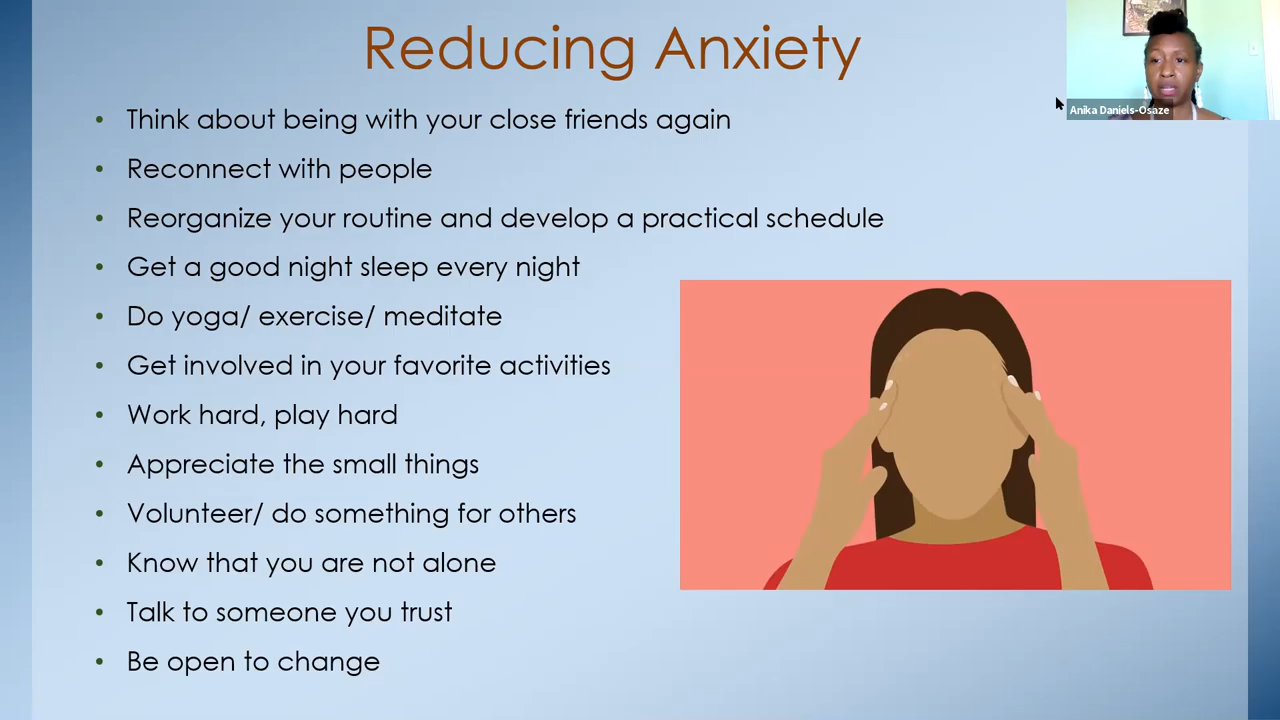 Reducing Anxiety
Anika Daniels-Osaze
• Think about being with your close friends again
• Reconnect with people
• Reorganize your routine and develop a practical schedule
• Get a good night sleep every night
• Do yoga/ exercise/ meditate
• Get involved in your favorite activities
• Work hard, play hard
• Appreciate the small things
• Volunteer/ do something for others
• Know that you are not alone
• Talk to someone you trust
• Be open to change